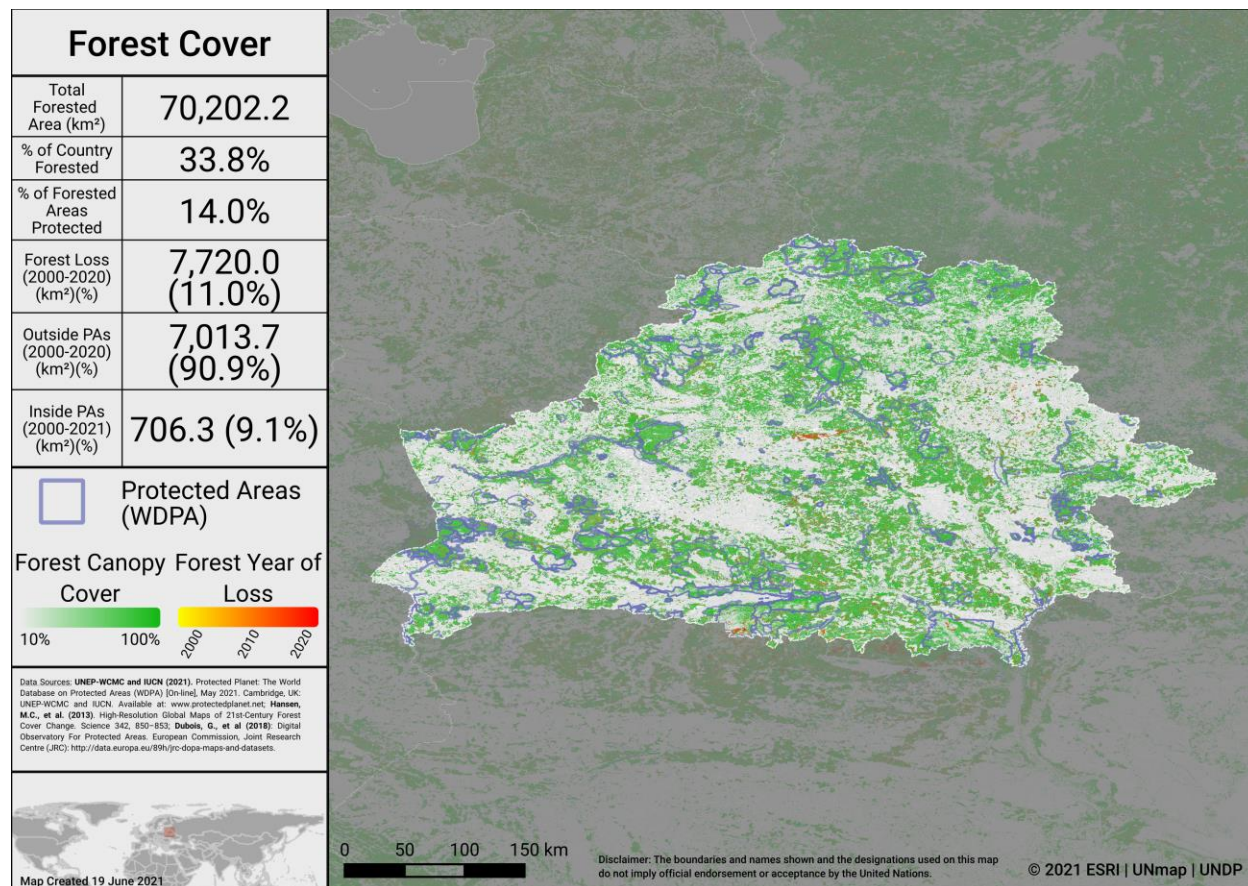 Forest Cover
Total
Forested
Area (km²)
70,202.2
% of Country
Forested
33.8%
% of Forested
Areas
Protected
14.0%
Forest Loss
(2000-2020)
(km²)(%)
7,720.0
(11.0%)
Outside PAs
(2000-2020)
(km²)(%)
7,013.7
(90.9%)
Inside PAs
(2000-2021)
(km²)(%)
706.3 (9.1%)
Protected Areas
(WDPA)
Forest Canopy
Cover
10% 100%
Forest Year of
Loss
2000 2010 2020
Data Sources: UNEP-WCMC and IUCN (2021). Protected Planet: The World
Database on Protected Areas (WDPA) [On-line], May 2021. Cambridge, UK:
UNEP-WCMC and IUCN. Available at: www.protectedplanet.net; Hansen,
M.C., et al. (2013). High-Resolution Global Maps of 21st-Century Forest
Cover Change. Science 342, 850–853; Dubois, G., et al (2018): Digital
Observatory For Protected Areas. European Commission, Joint Research
Centre (JRC): http://data.europa.eu/89h/jrc-dopa-maps-and-datasets.
Map Created 19 June 2021
0 50 100 150 km
Disclaimer: The boundaries and names shown and the designations used on this map
do not imply official endorsement or acceptance by the United Nations.
© 2021 ESRI | UNmap | UNDP